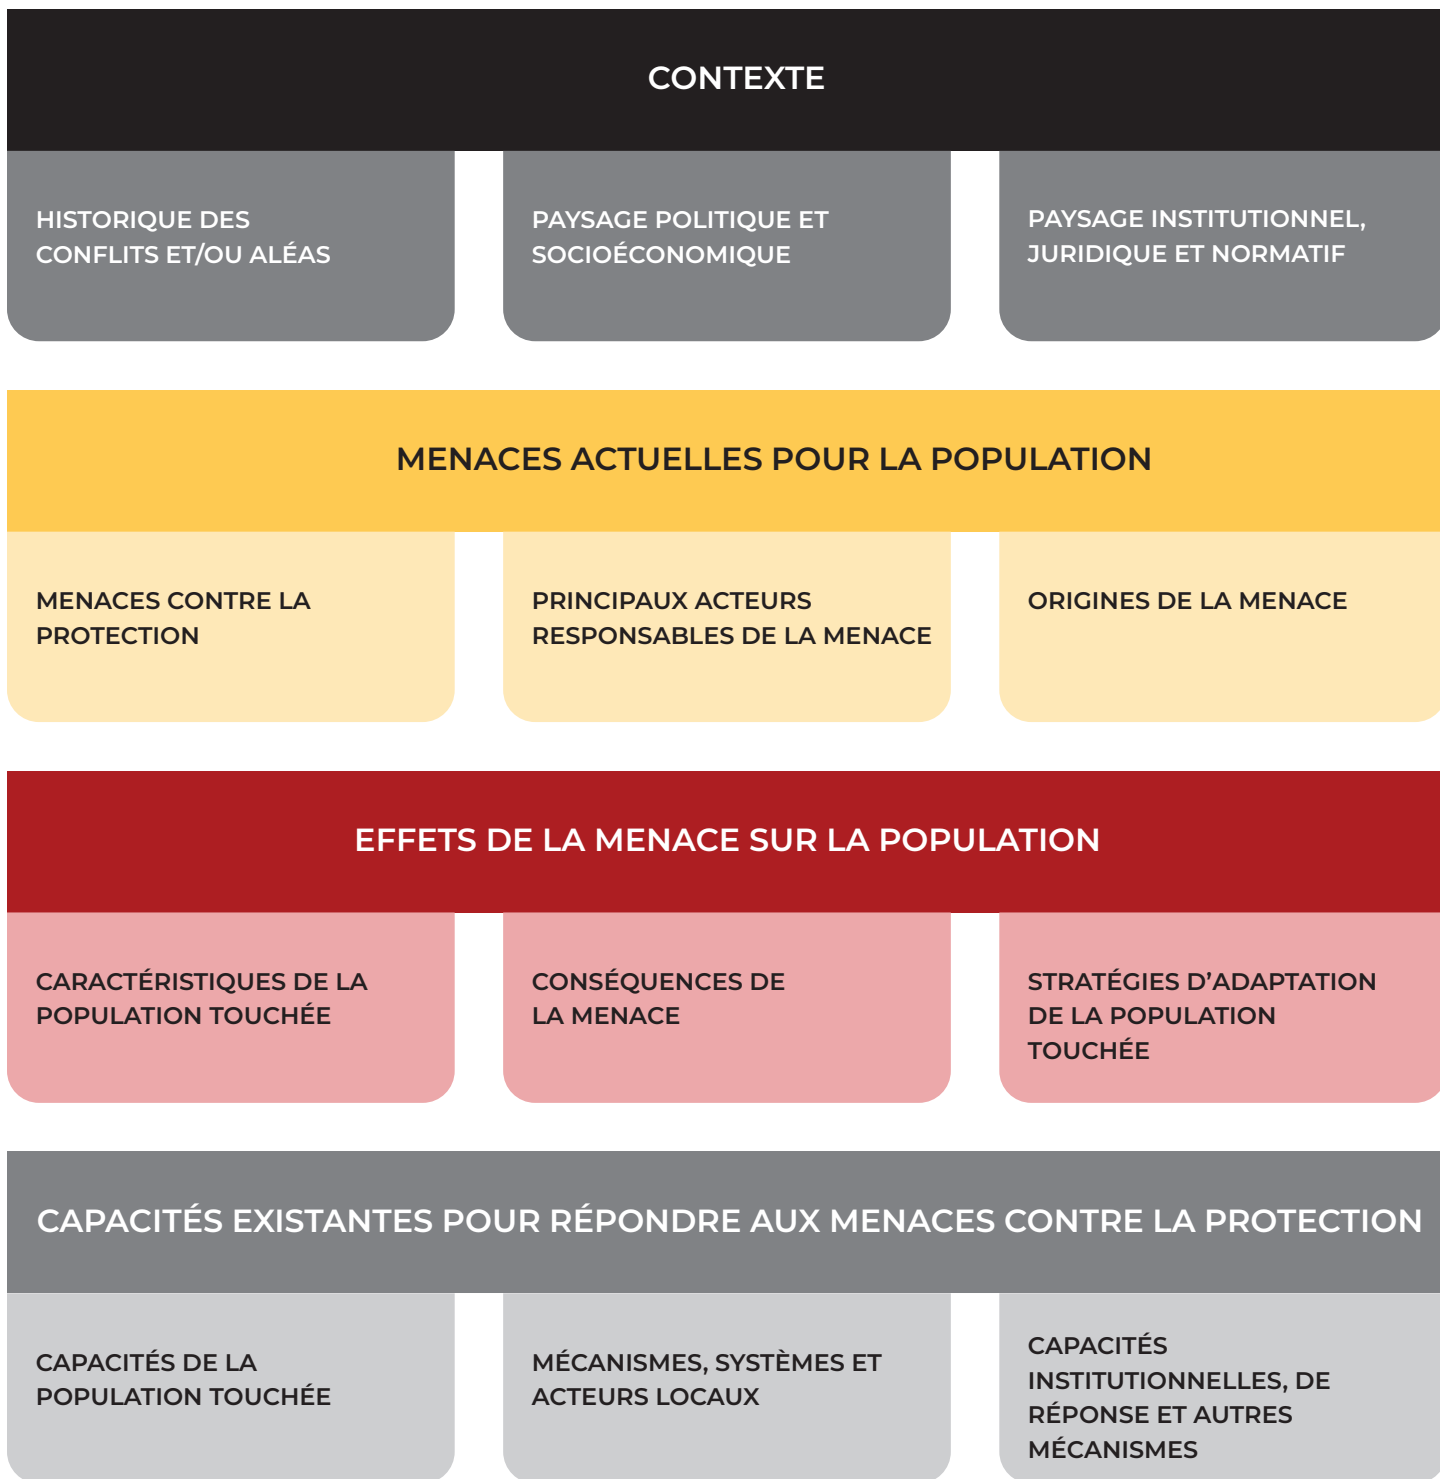 CONTEXTE
HISTORIQUE DES
CONFLITS ET/OU ALÉAS
PAYSAGE POLITIQUE ET
SOCIOÉCONOMIQUE
PAYSAGE INSTITUTIONNEL,
JURIDIQUE ET NORMATIF
MENACES ACTUELLES POUR LA POPULATION
MENACES CONTRE LA
PROTECTION
PRINCIPAUX ACTEURS
RESPONSABLES DE LA MENACE
ORIGINES DE LA MENACE
EFFETS DE LA MENACE SUR LA POPULATION
CARACTÉRISTIQUES DE LA
POPULATION TOUCHÉE
CONSÉQUENCES DE
LA MENACE
STRATÉGIES D’ADAPTATION
DE LA POPULATION
TOUCHÉE
CAPACITÉS EXISTANTES POUR RÉPONDRE AUX MENACES CONTRE LA PROTECTION
CAPACITÉS DE LA
POPULATION TOUCHÉE
MÉCANISMES, SYSTÈMES ET
ACTEURS LOCAUX
CAPACITÉS
INSTITUTIONNELLES, DE
RÉPONSE ET AUTRES
MÉCANISMES